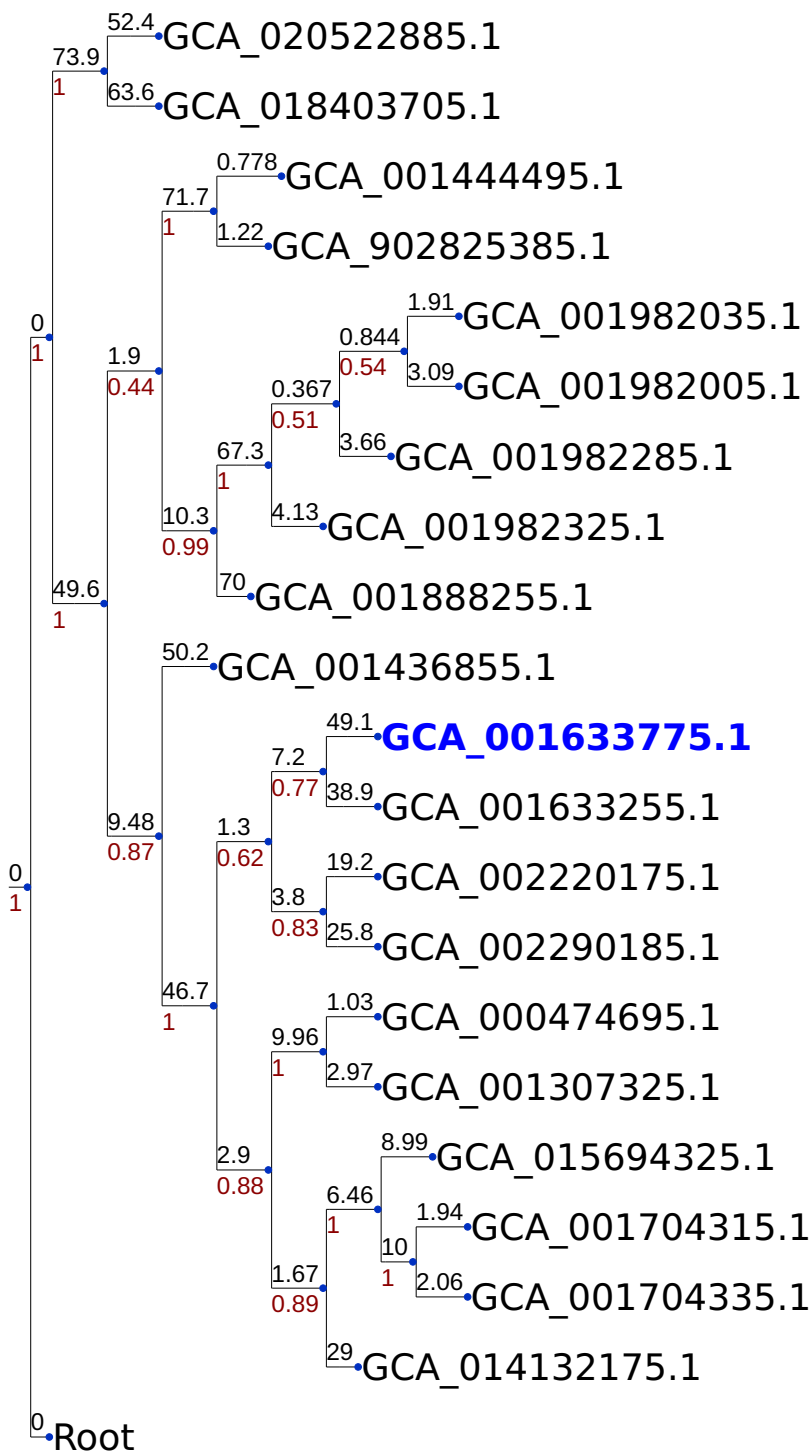 52.4
GCA_020522885.1
73.9
1
63.6
GCA_018403705.1
0.778
GCA_001444495.1
71.7
1
1.22
GCA_902825385.1
1.91
GCA_001982035.1
0
1
0.844
0.54
1.9
0.44
3.09
GCA_001982005.1
0.367
0.51
3.66
GCA_001982285.1
67.3
1
4.13
GCA_001982325.1
10.3
0.99
70
GCA_001888255.1
49.6
1
50.2
GCA_001436855.1
49.1
GCA_001633775.1
7.2
0.77
38.9
GCA_001633255.1
9.48
0.87
1.3
0.62
19.2
GCA_002220175.1
0
1
3.8
0.83
25.8
GCA_002290185.1
46.7
1
1.03
GCA_000474695.1
9.96
1
2.97
GCA_001307325.1
8.99
GCA_015694325.1
2.9
0.88
6.46
1
1.94
GCA_001704315.1
10
1
1.67
0.89
2.06
GCA_001704335.1
29
GCA_014132175.1
0
Root